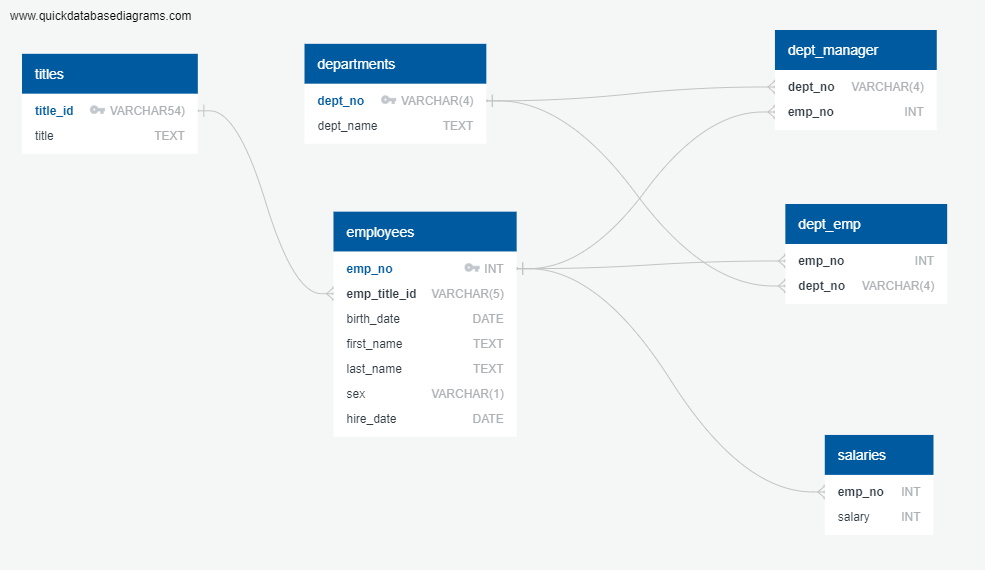 www.quickdatabasediagrams.com
titles
title_id VARCHAR54)
title TEXT
departments
dept_no VARCHAR(4)
dept_name TEXT
dept_manager
dept_no VARCHAR(4)
emp_no INT
employees
emp_no INT
emp_title_id VARCHAR(5)
birth_date DATE
first_name TEXT
last_name TEXT
sex VARCHAR(1)
hire_date DATE
dept_emp
emp_no INT
dept_no VARCHAR(4)
salaries
emp_no INT
salary INT